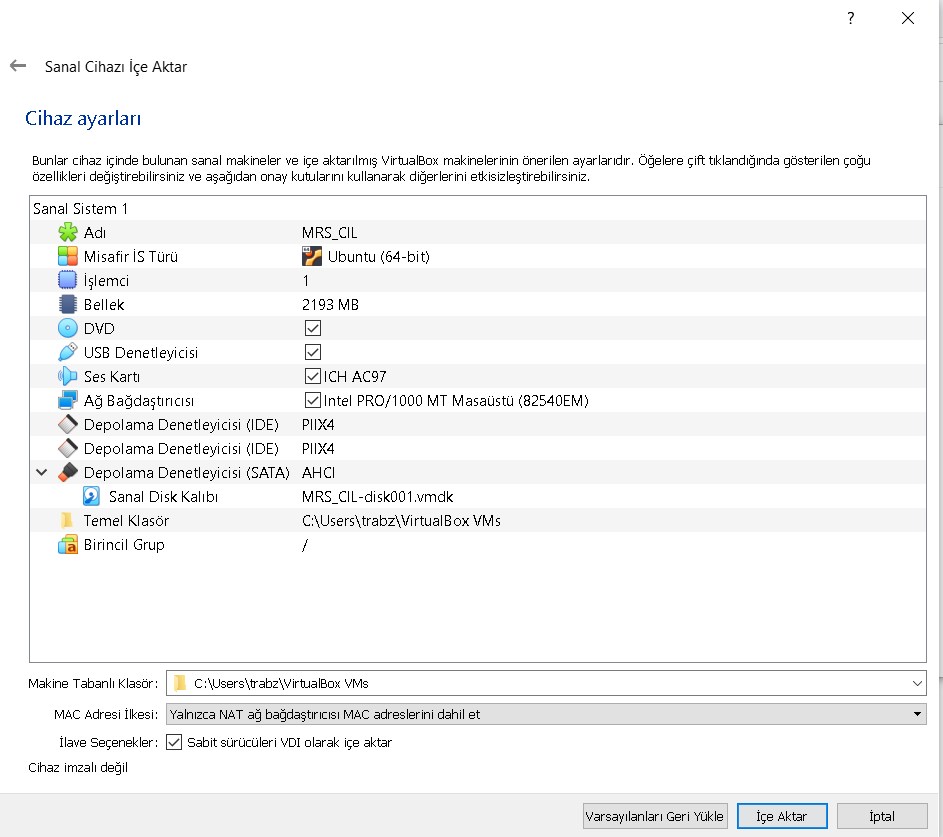 ?
Sanal Cihazı İçe Aktar
Cihaz ayarları
Bunlar cihaz içinde bulunan sanal makineler ve içe aktarılmış VirtualBox makinelerinin önerilen ayarlarıdır. Öğelere çift tıklandığında gösterilen çoğu
özellikleri değiştirebilirsiniz ve aşağıdan onay kutularını kullanarak diğerlerini etkisizleştirebilirsiniz.
Sanal Sistem 1
Adı MRS_CIL
Misafir İS Türü Ubuntu (64-bit)
İşlemci 1
Bellek 2193 MB
DVD
USB Denetleyicisi
Ses Kartı ICH AC97
Ağ Bağdaştırıcısı Intel PRO/1000 MT Masaüstü (82540EM)
Depolama Denetleyicisi (IDE) PIIX4
Depolama Denetleyicisi (IDE) PIIX4
Depolama Denetleyicisi (SATA) AHCI
Sanal Disk Kalıbı MRS_CIL-disk001.vmdk
Temel Klasör C:\Users\trabz\VirtualBox VMs
Birincil Grup /
Makine Tabanlı Klasör: C:\Users\trabz\VirtualBox VMs
MAC Adresi İlkesi: Yalnızca NAT ağ bağdaştırıcısı MAC adreslerini dahil et
İlave Seçenekler: Sabit sürücüleri VDI olarak içe aktar
Cihaz imzalı değil
Varsayılanları Geri Yükle İçe Aktar İptal